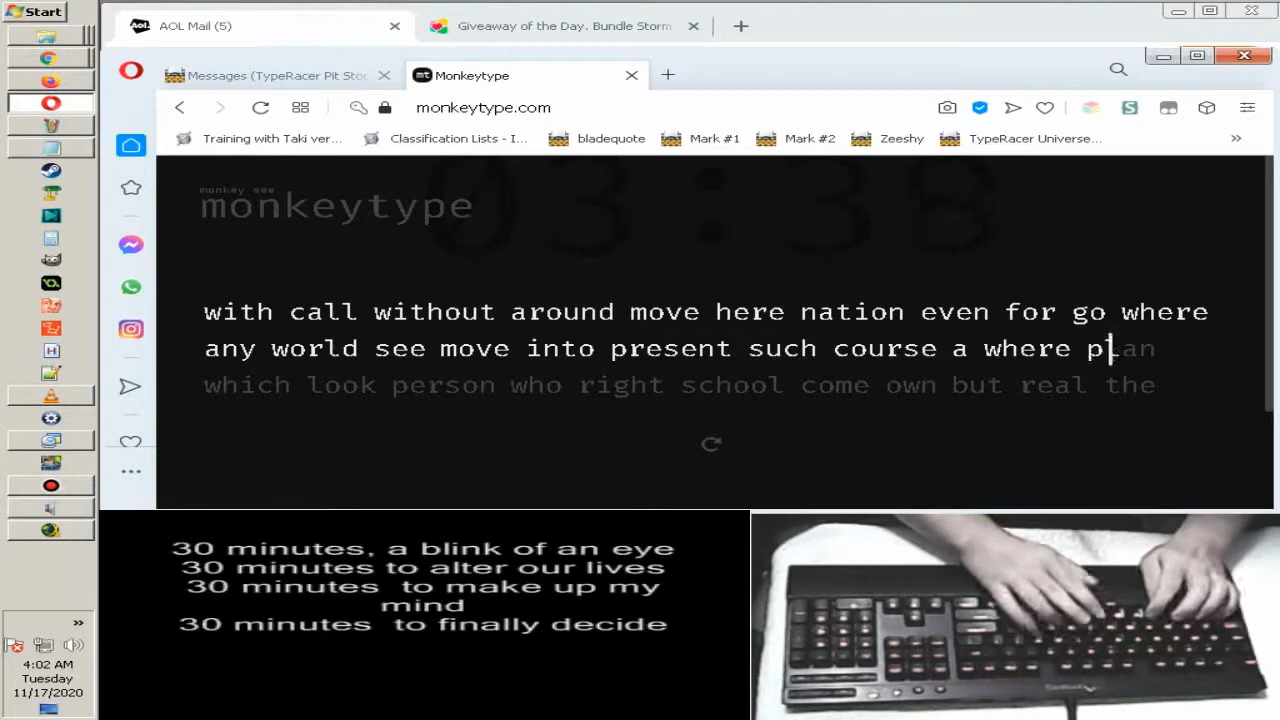 Start
AOL Mail (5)
Giveaway of the Day. Bundle Storm
Messages (TypeRacer Pit Sto
mt Monkeytype
monkeytype.com
Training with Taki ver...
Classification Lists - I...
bladequote
Mark #1
Mark #2
Zeeshy
TypeRacer Universe...
03:38
monkey see
monkeytype
with call without around move here nation even for go where
any world see move into present such course a where plan
which look person who right school come own but real the
30 minutes, a blink of an eye
30 minutes to alter our lives
30 minutes to make up my
mind
30 minutes to finally decide
4:02 AM
Tuesday
11/17/2020